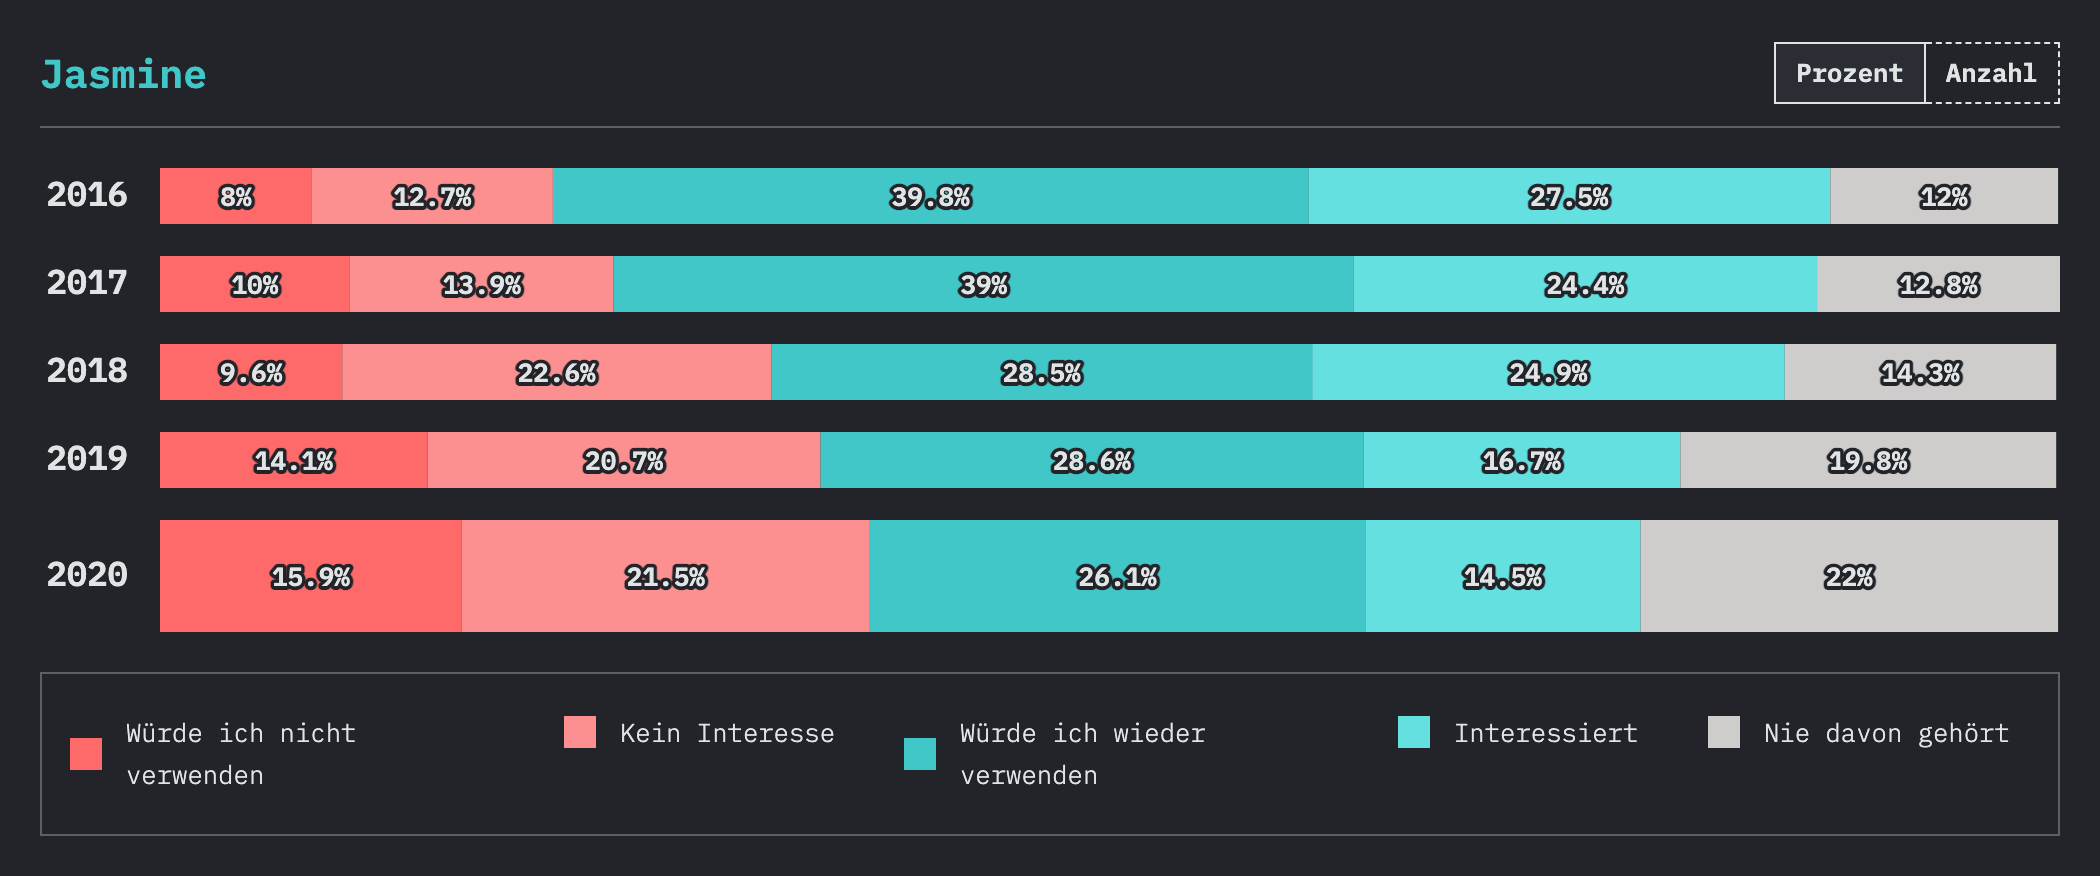 Jasmine
Prozent Anzahl
2016 8% 12.7% 39.8% 27.5% 12%
2017 10% 13.9% 39% 24.4% 12.8%
2018 9.6% 22.6% 28.5% 24.9% 14.3%
2019 14.1% 20.7% 28.6% 16.7% 19.8%
2020 15.9% 21.5% 26.1% 14.5% 22%
Würde ich nicht
verwenden
Kein Interesse
Würde ich wieder
verwenden
Interessiert
Nie davon gehört